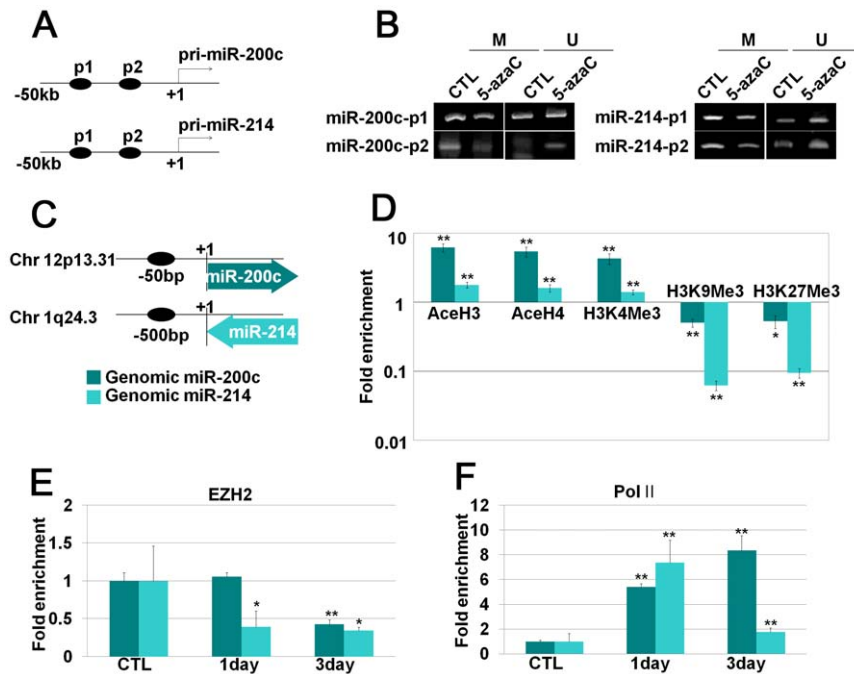 A
p1 p2 pri-miR-200c
-50kb +1
p1 p2 pri-miR-214
-50kb +1
B
M U M U
CTL 5-azaC CTL 5-azaC CTL 5-azaC CTL 5-azaC
miR-200c-p1 miR-214-p1
miR-200c-p2 miR-214-p2
C
+1
Chr 12p13.31
-50bp miR-200c
+1
Chr 1q24.3
-500bp miR-214
Genomic miR-200c
Genomic miR-214
D
Fold enrichment
10
1
0.1
0.01
** ** ** ** ** **
AceH3 AceH4 H3K4Me3 H3K9Me3 H3K27Me3
** ** * **
E
EZH2
Fold enrichment
2
1.5
1
0.5
0
* ** *
CTL 1day 3day
F
Pol II
Fold enrichment
12
10
8
6
4
2
0
** ** ** **
CTL 1day 3day